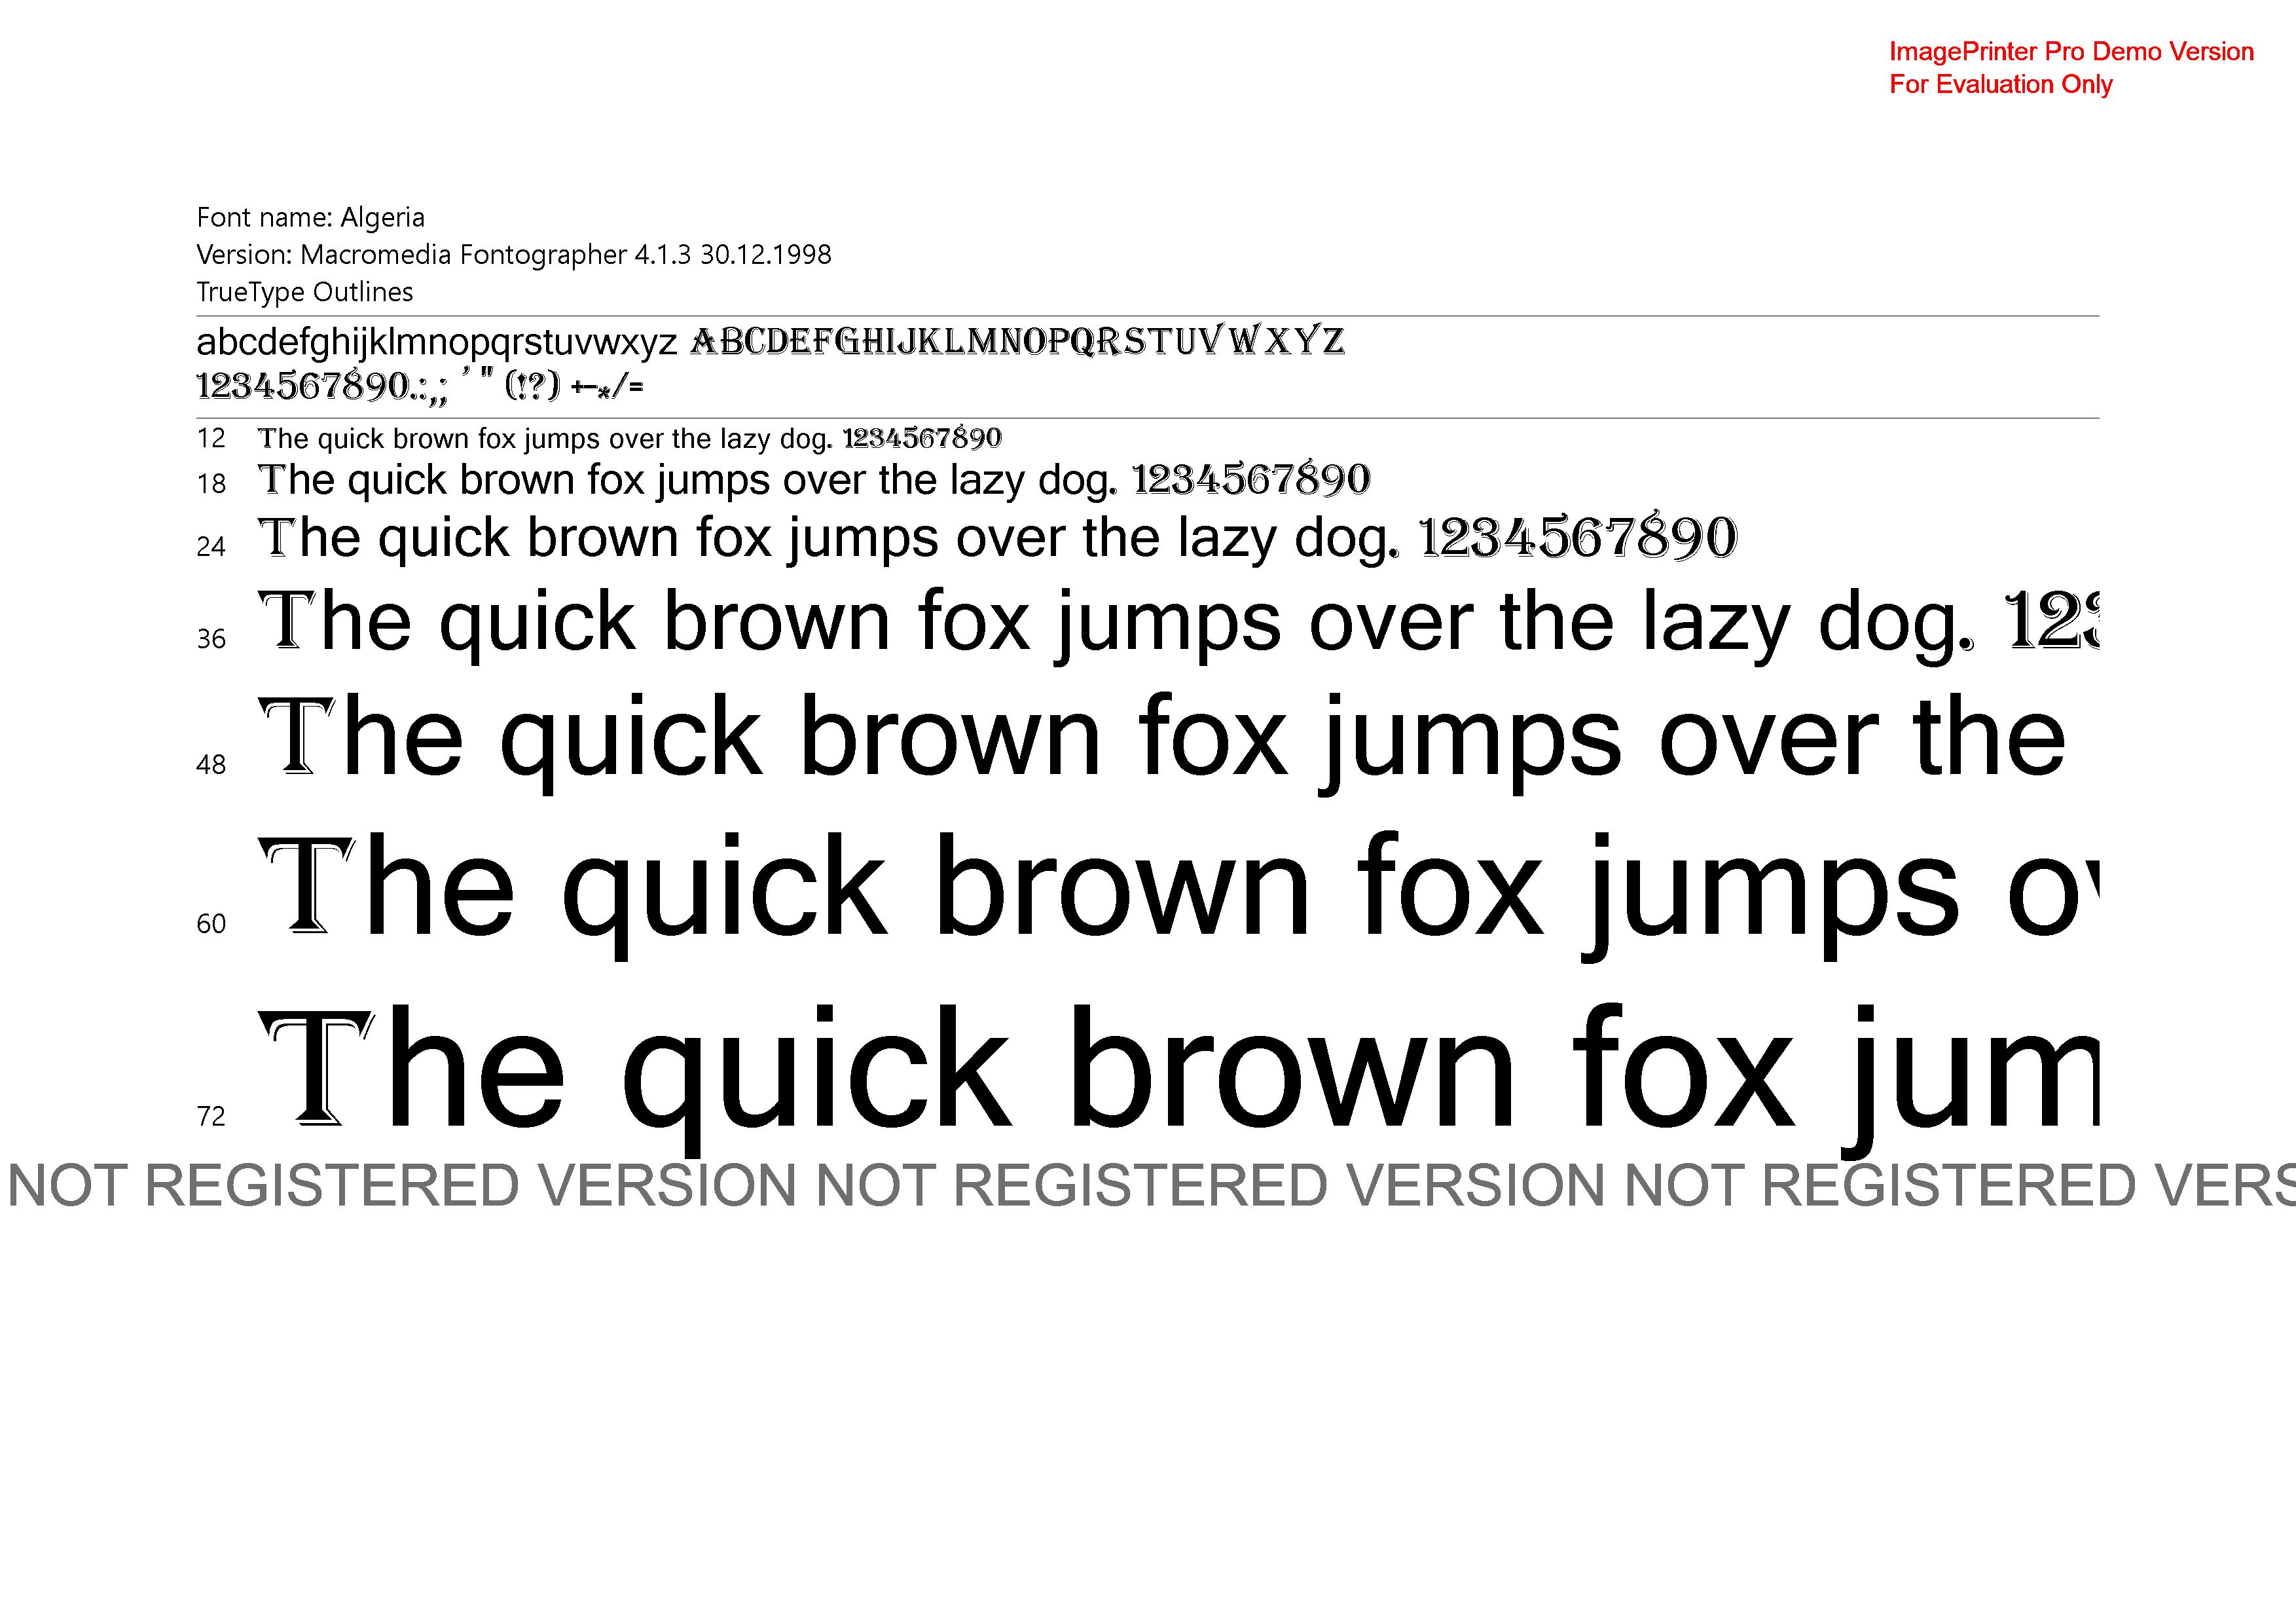 ImagePrinter Pro Demo Version
For Evaluation Only
Font name: Algeria
Version: Macromedia Fontographer 4.1.3 30.12.1998
TrueType Outlines
abcdefghijklmnopqrstuvwxyz ABCDEFGHIJKLMNOPQRSTUVWXYZ
1234567890.:,; ' " (!?) +-*/=
12 The quick brown fox jumps over the lazy dog. 1234567890
18 The quick brown fox jumps over the lazy dog. 1234567890
24 The quick brown fox jumps over the lazy dog. 1234567890
36 The quick brown fox jumps over the lazy dog. 123
48 The quick brown fox jumps over the
60 The quick brown fox jumps ov
72 The quick brown fox jum
NOT REGISTERED VERSION NOT REGISTERED VERSION NOT REGISTERED VERS